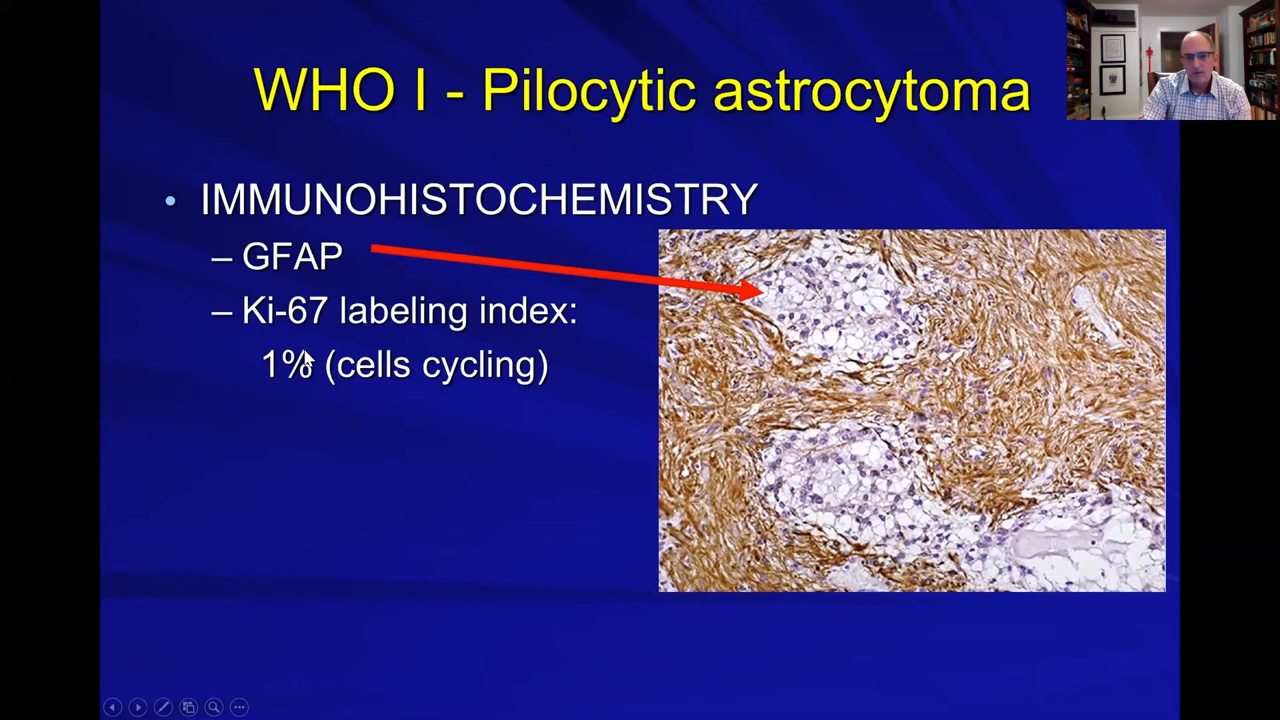 WHO I - Pilocytic astrocytoma
• IMMUNOHISTOCHEMISTRY
– GFAP
– Ki-67 labeling index:
1% (cells cycling)